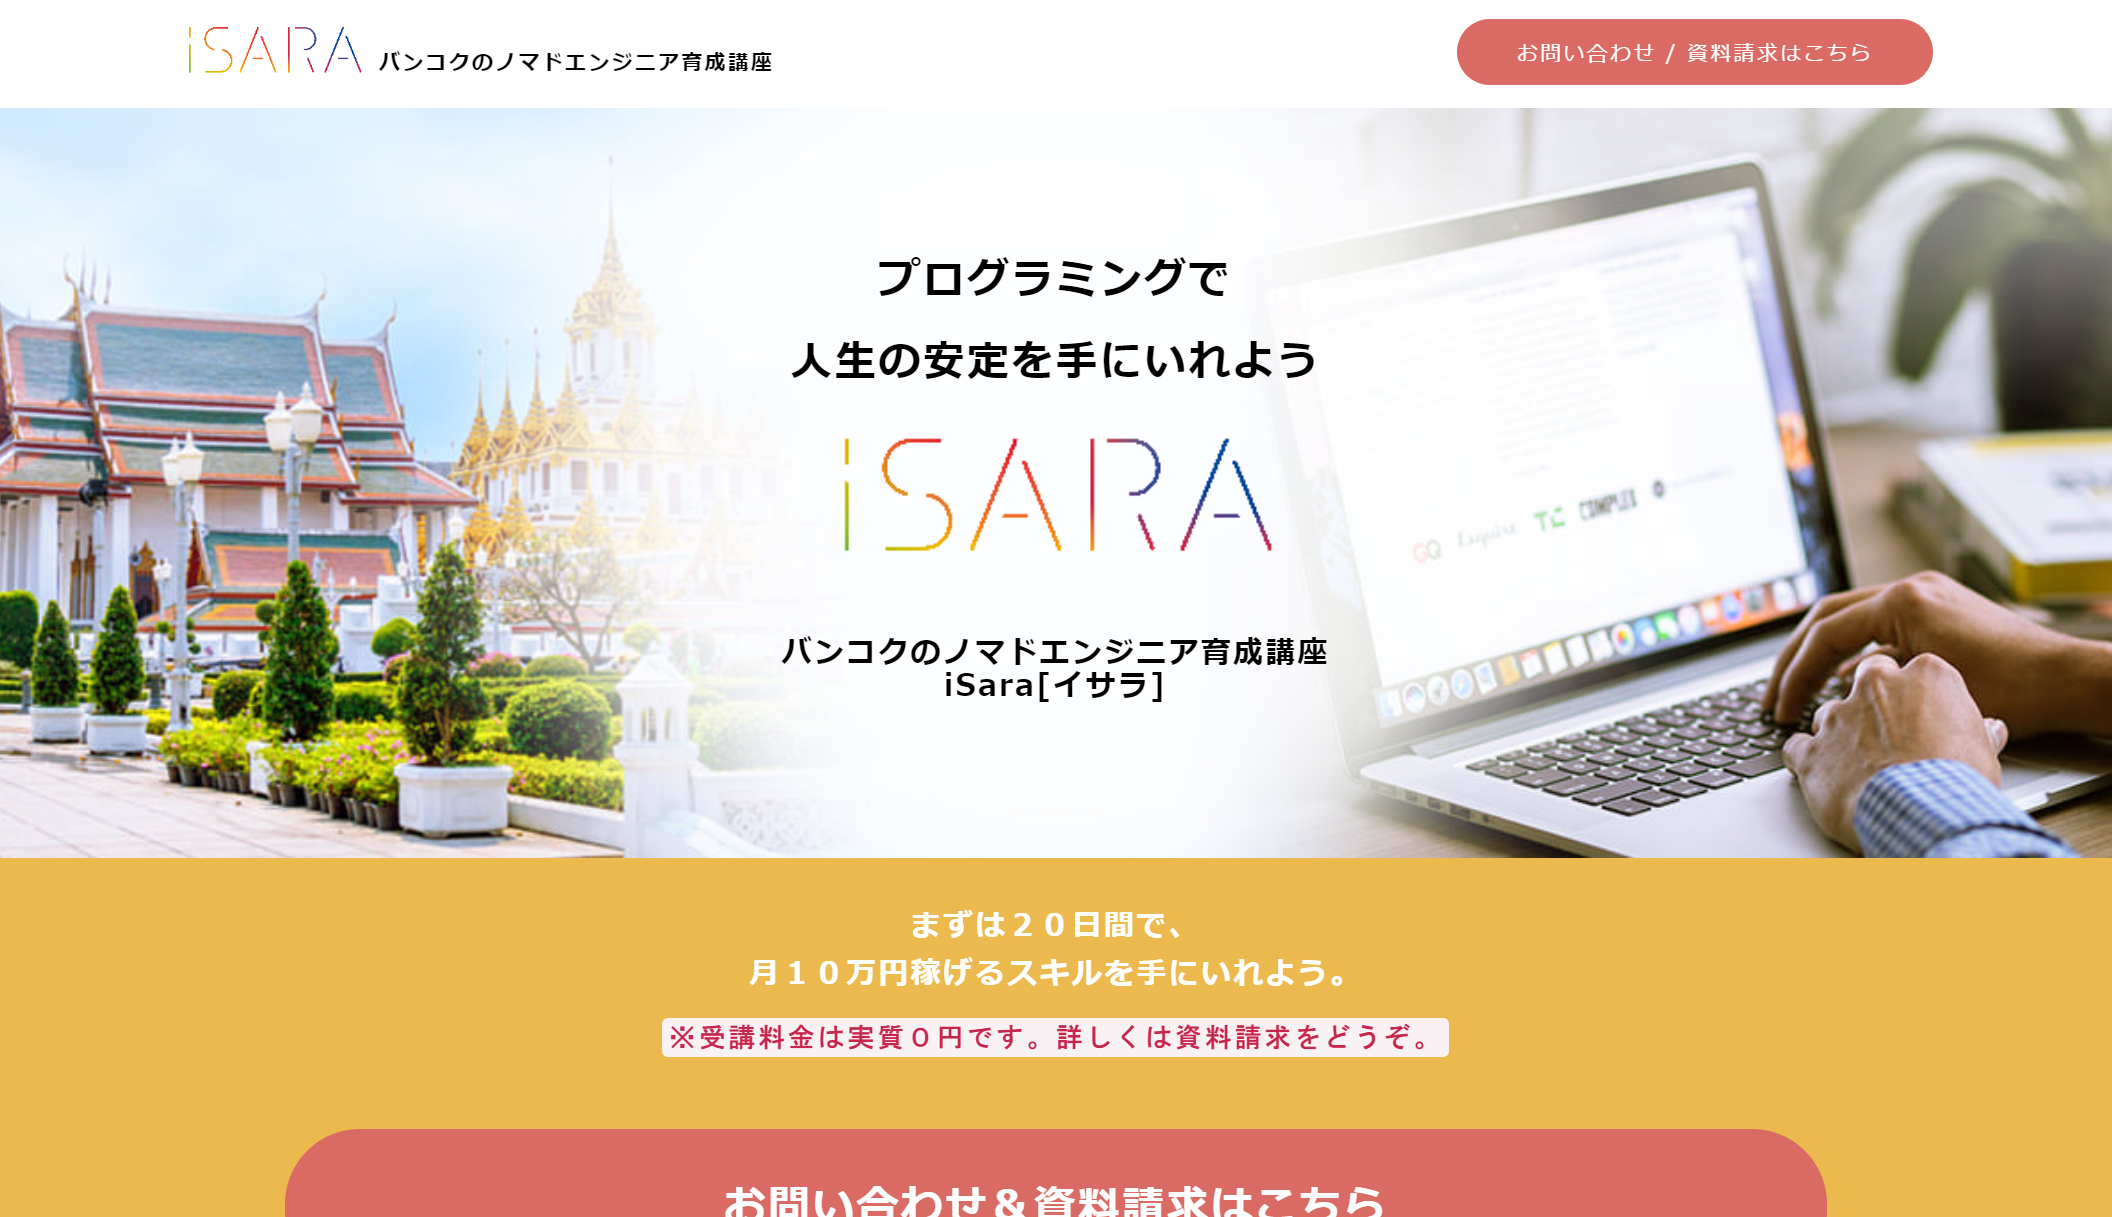 iSARA バンコクのノマドエンジニア育成講座
お問い合わせ / 資料請求はこちら
プログラミングで
人生の安定を手にいれよう
iSARA
バンコクのノマドエンジニア育成講座
iSara[イサラ]
GQ Esquire TC COMPLEX
まずは２０日間で、
月１０万円稼げるスキルを手にいれよう。
※受講料金は実質０円です。詳しくは資料請求をどうぞ。
お問い合わせ＆資料請求はこちら